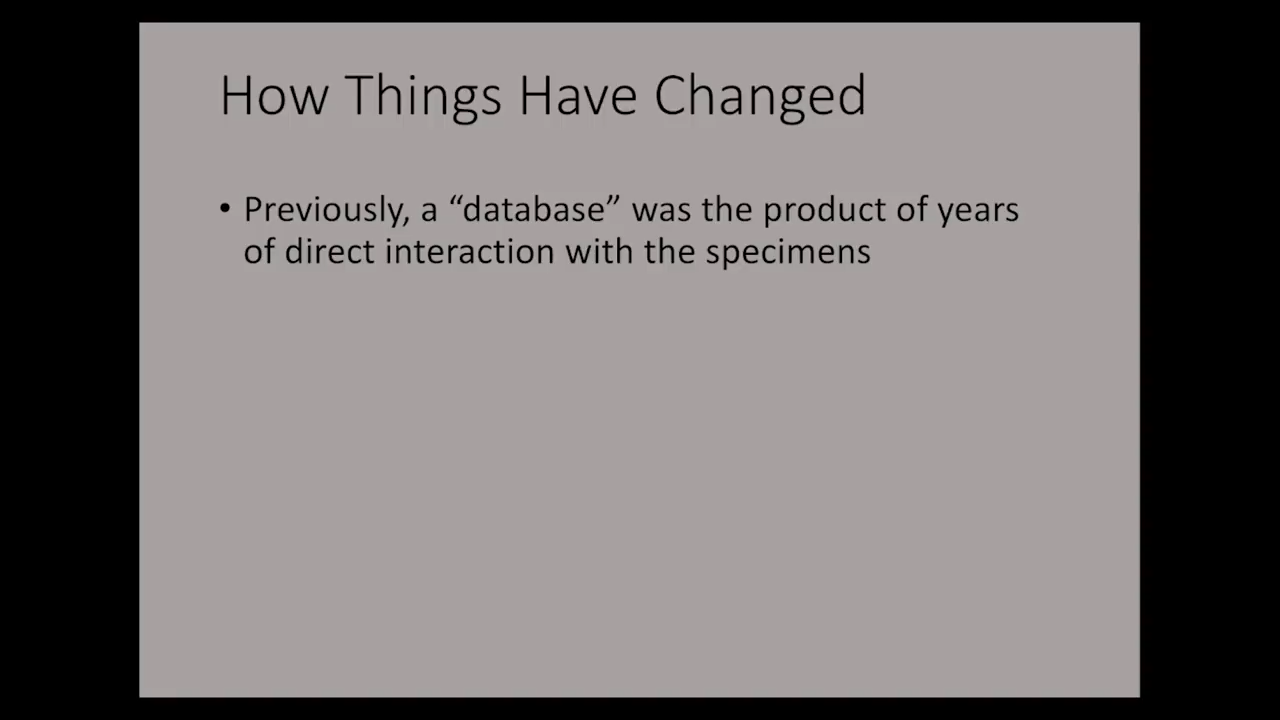 How Things Have Changed
• Previously, a “database” was the product of years
of direct interaction with the specimens